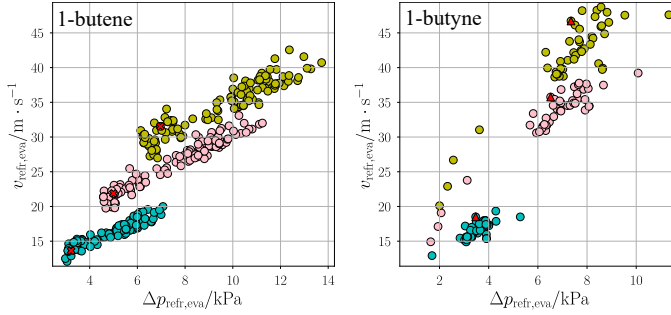 1-butene
45
40
35
30
25
20
15
4 6 8 10 12 14
v_refr,eva/m · s⁻¹
Δp_refr,eva/kPa
1-butyne
45
40
35
30
25
20
15
2 4 6 8 10
v_refr,eva/m · s⁻¹
Δp_refr,eva/kPa